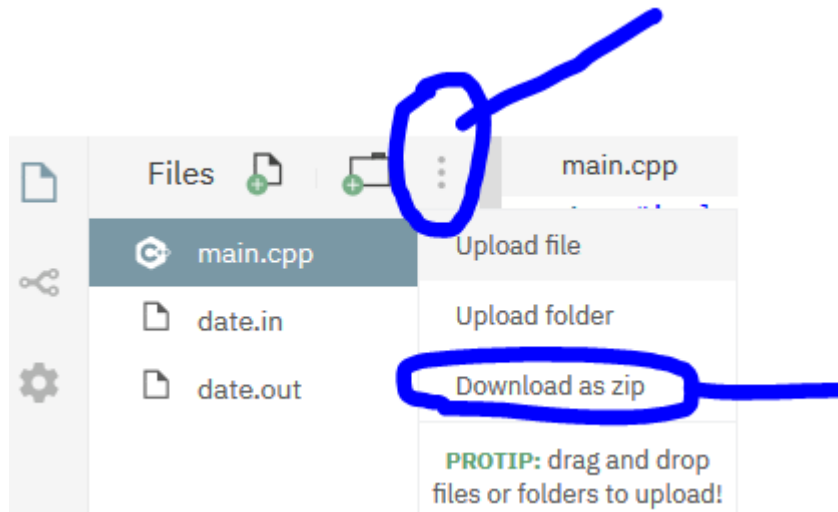 Files
main.cpp
main.cpp
date.in
date.out
Upload file
Upload folder
Download as zip
PROTIP: drag and drop
files or folders to upload!